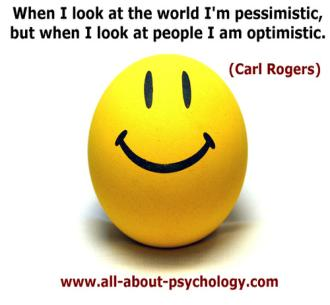 When I look at the world I'm pessimistic,
but when I look at people I am optimistic.
(Carl Rogers)
www.all-about-psychology.com